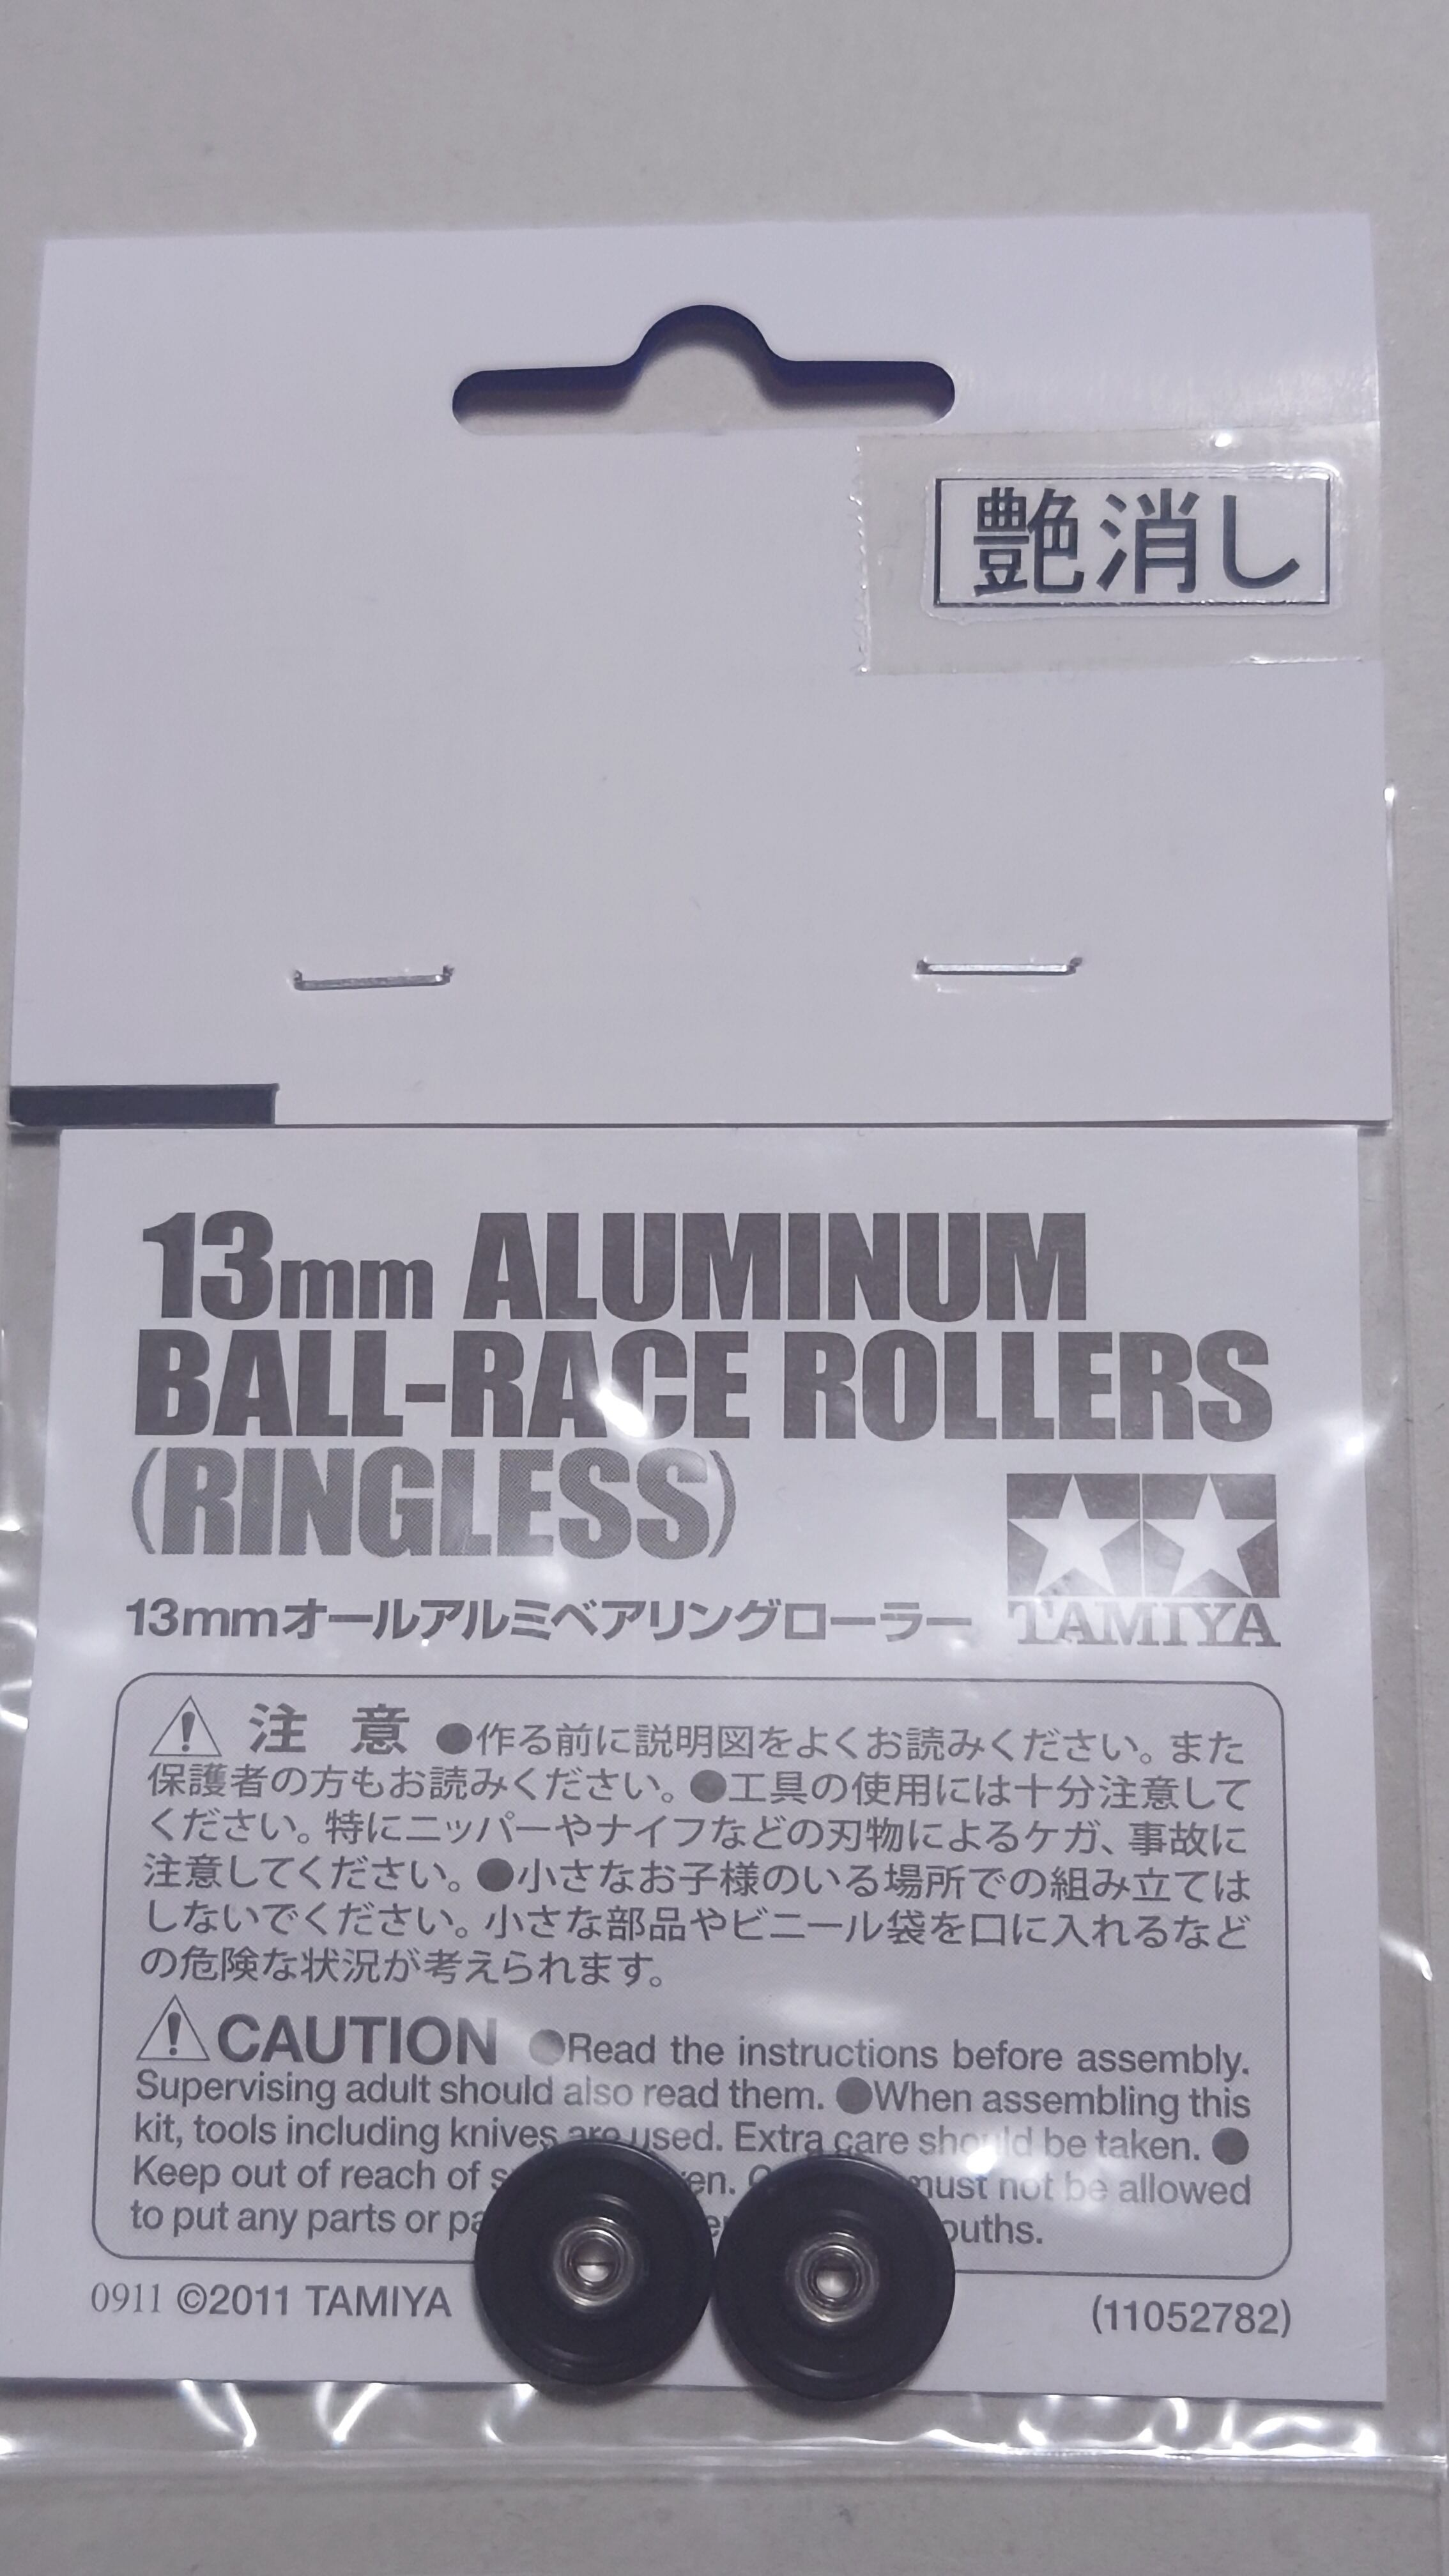 艶消し
13mm ALUMINUM
BALL-RACE ROLLERS
(RINGLESS)
13mmオールアルミベアリングローラー
TAMIYA
注 意 ●作る前に説明図をよくお読みください。また
保護者の方もお読みください。●工具の使用には十分注意して
ください。特にニッパーやナイフなどの刃物によるケガ、事故に
注意してください。●小さなお子様のいる場所での組み立ては
しないでください。小さな部品やビニール袋を口に入れるなど
の危険な状況が考えられます。
CAUTION ●Read the instructions before assembly.
Supervising adult should also read them. ●When assembling this
kit, tools including knives are used. Extra care should be taken. ●
Keep out of reach of must not be allowed
to put any parts or
0911 ©2011 TAMIYA
(11052782)